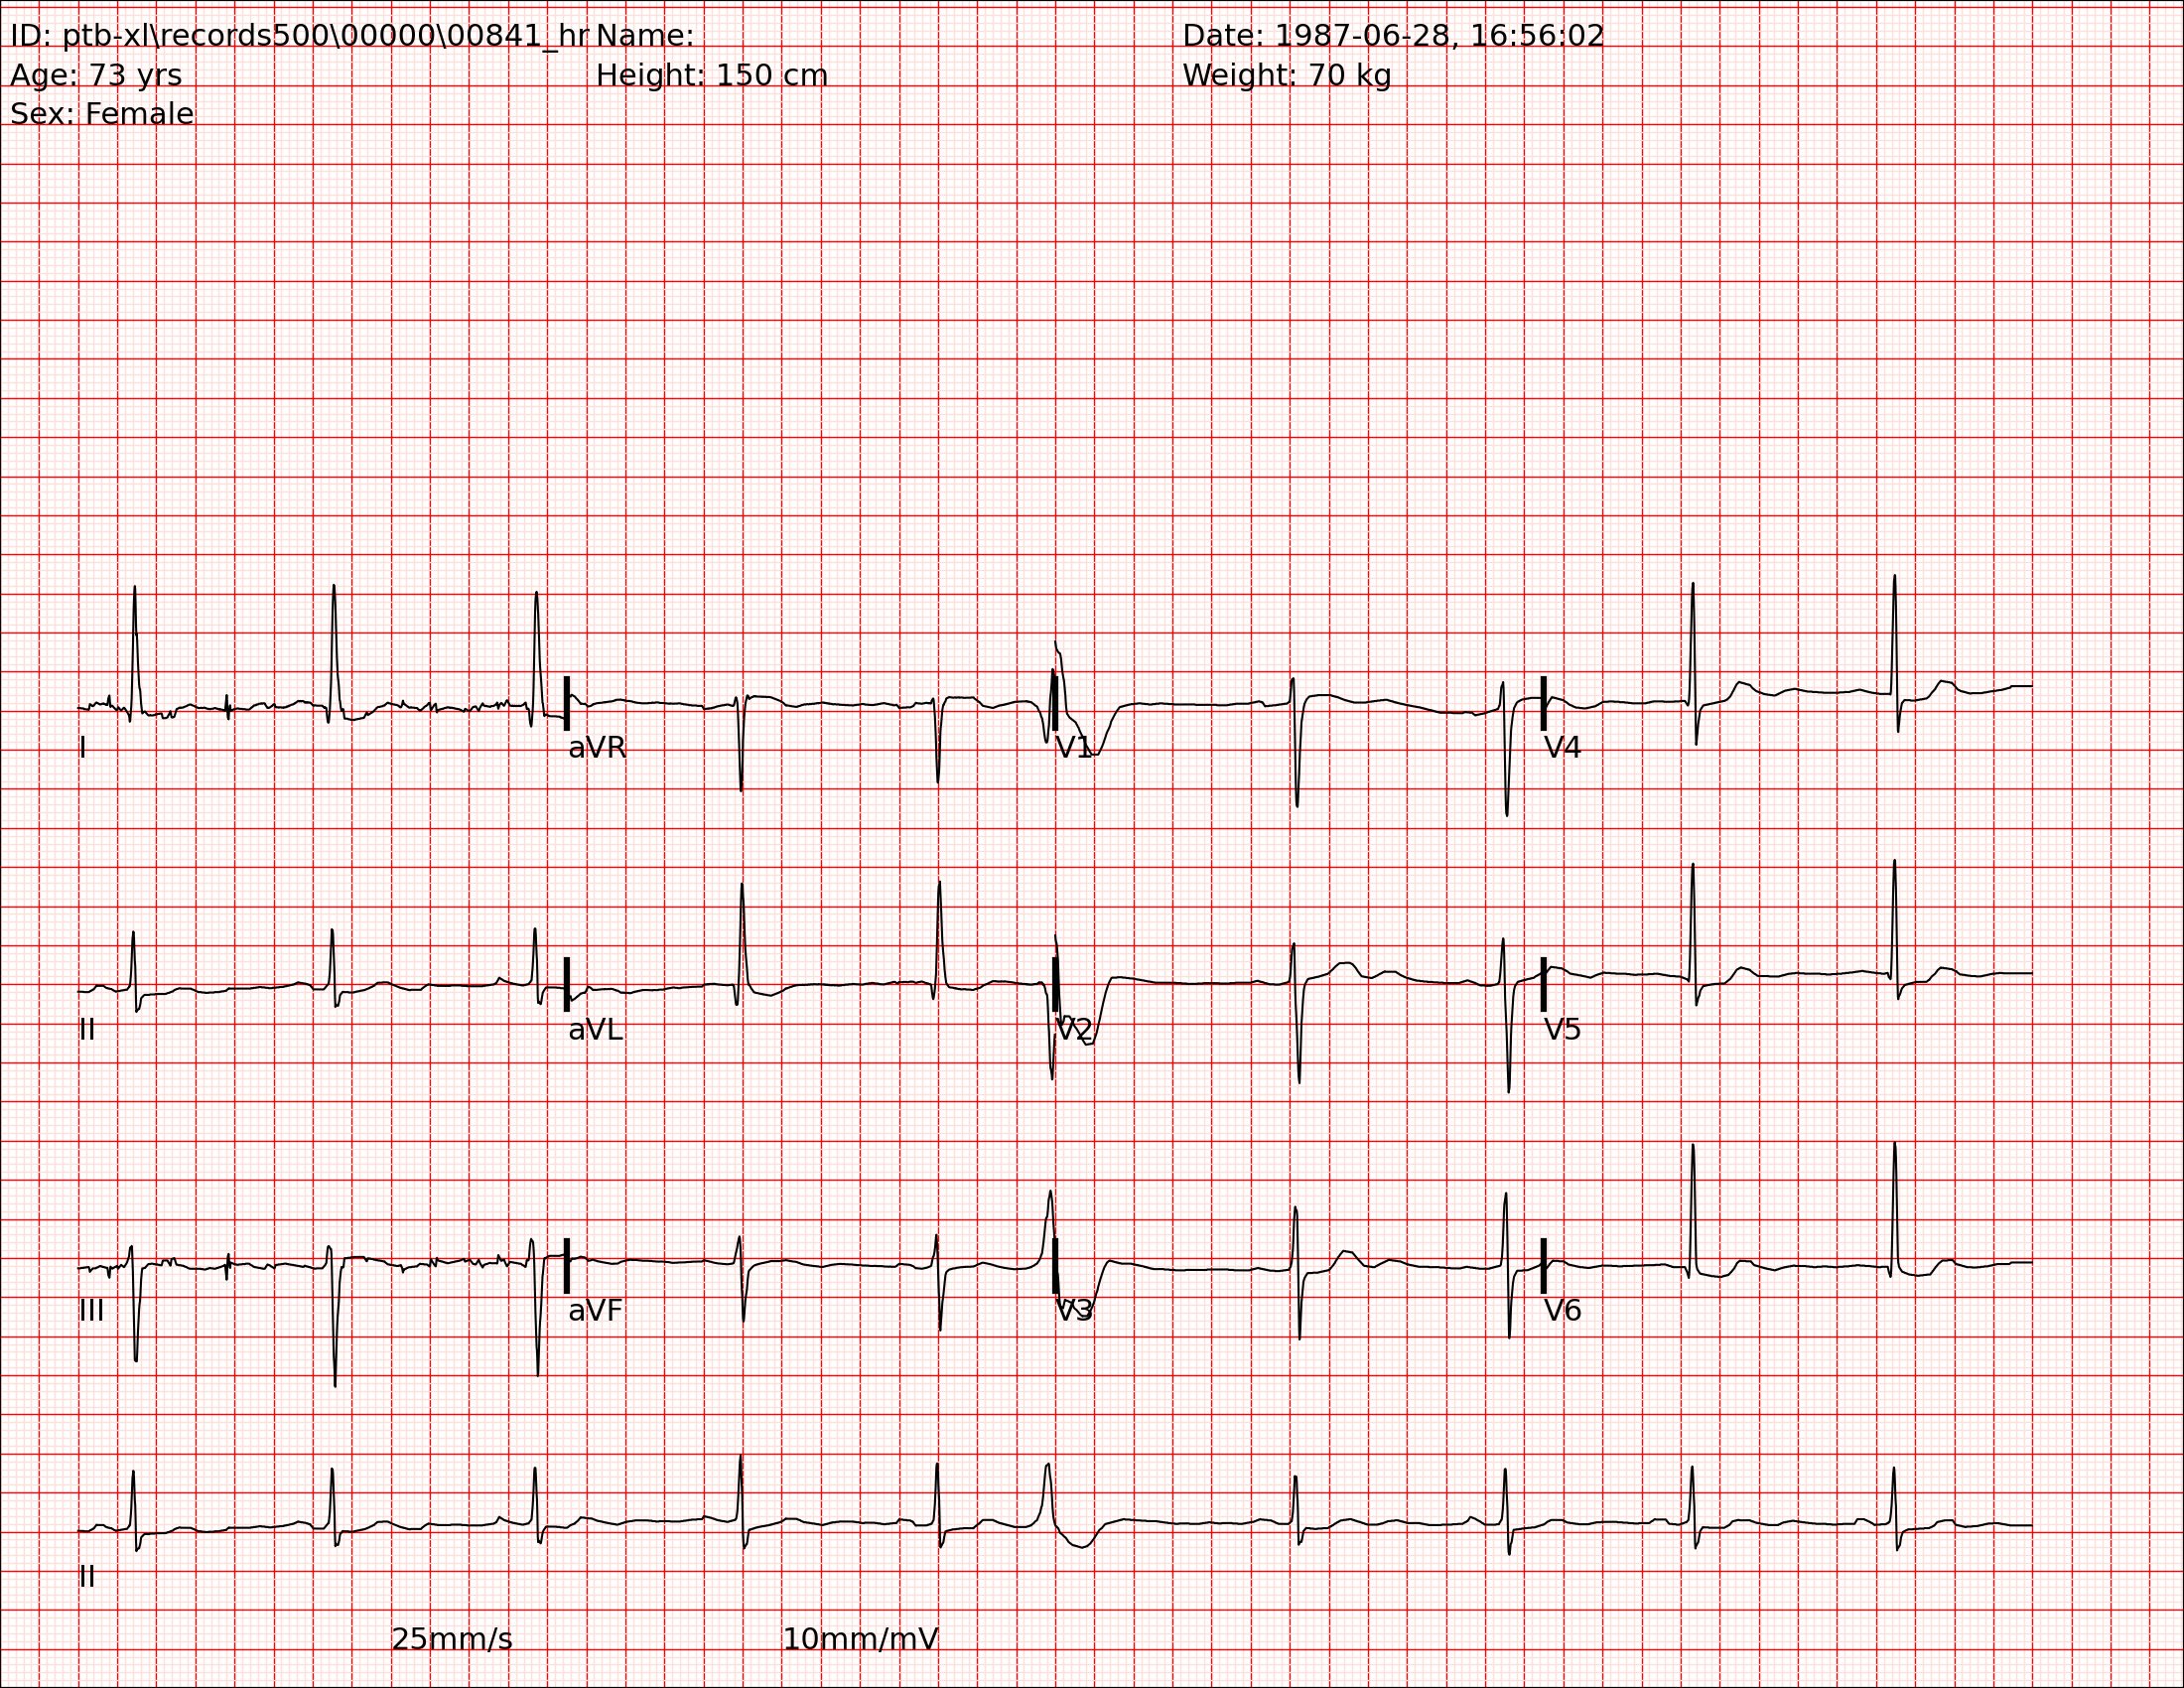 ID: ptb-xl\records500\00000\00841_hr Name: Date: 1987-06-28, 16:56:02
Age: 73 yrs Height: 150 cm Weight: 70 kg
Sex: Female
I aVR V1 V4
II aVL V2 V5
III aVF V3 V6
II
25mm/s 10mm/mV